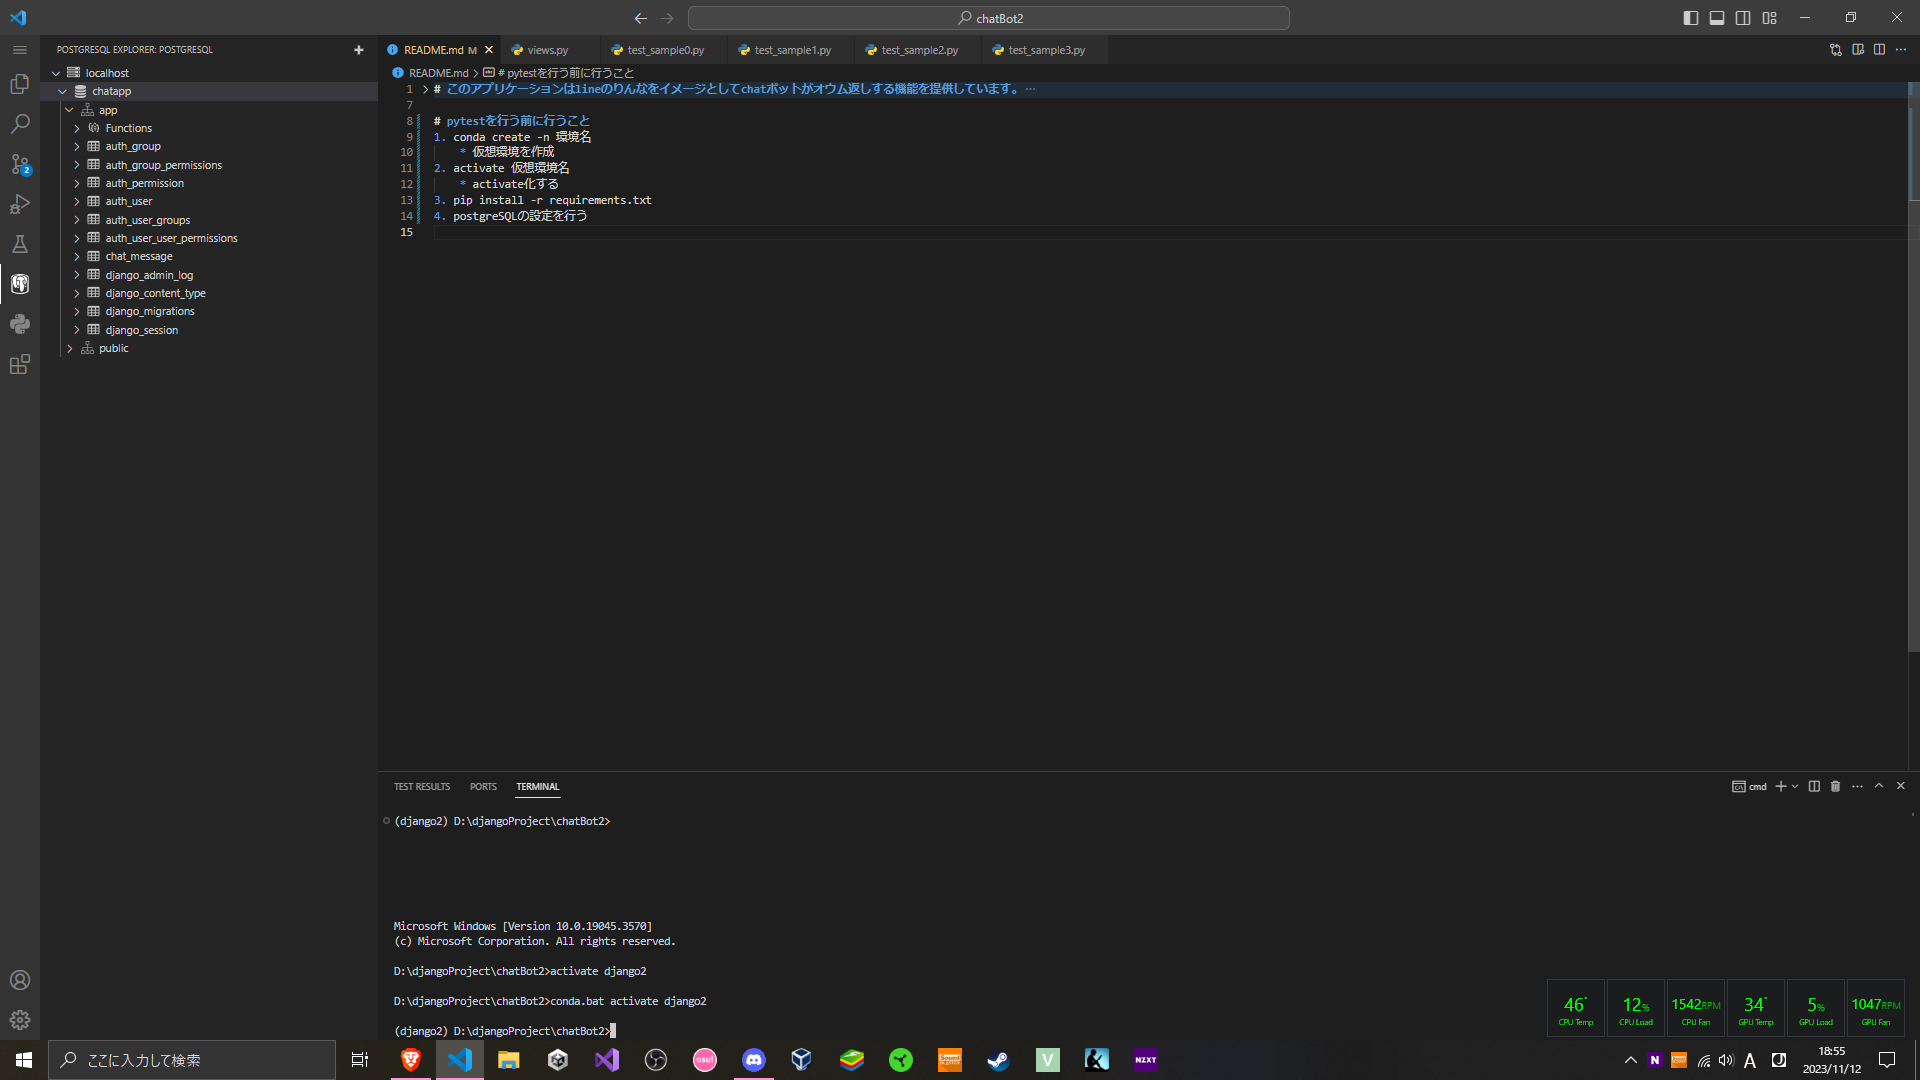 chatBot2
POSTGRESQL EXPLORER: POSTGRESQL
README.md M
views.py
test_sample0.py
test_sample1.py
test_sample2.py
test_sample3.py
README.md > # pytestを行う前に行うこと
localhost
chatapp
app
Functions
auth_group
auth_group_permissions
auth_permission
auth_user
auth_user_groups
auth_user_user_permissions
chat_message
django_admin_log
django_content_type
django_migrations
django_session
public
2
1 # このアプリケーションはlineのりんなをイメージとしてchatボットがオウム返しする機能を提供しています。 …
7
8 # pytestを行う前に行うこと
9 1. conda create -n 環境名
10 * 仮想環境を作成
11 2. activate 仮想環境名
12 * activate化する
13 3. pip install -r requirements.txt
14 4. postgreSQLの設定を行う
15
TEST RESULTS
PORTS
TERMINAL
cmd
(django2) D:\djangoProject\chatBot2>
Microsoft Windows [Version 10.0.19045.3570]
(c) Microsoft Corporation. All rights reserved.
D:\djangoProject\chatBot2>activate django2
D:\djangoProject\chatBot2>conda.bat activate django2
(django2) D:\djangoProject\chatBot2>
46° CPU Temp
12% CPU Load
1542RPM CPU Fan
34° GPU Temp
5% GPU Load
1047RPM GPU Fan
ここに入力して検索
osu!
V
NZXT
N
A
18:55
2023/11/12